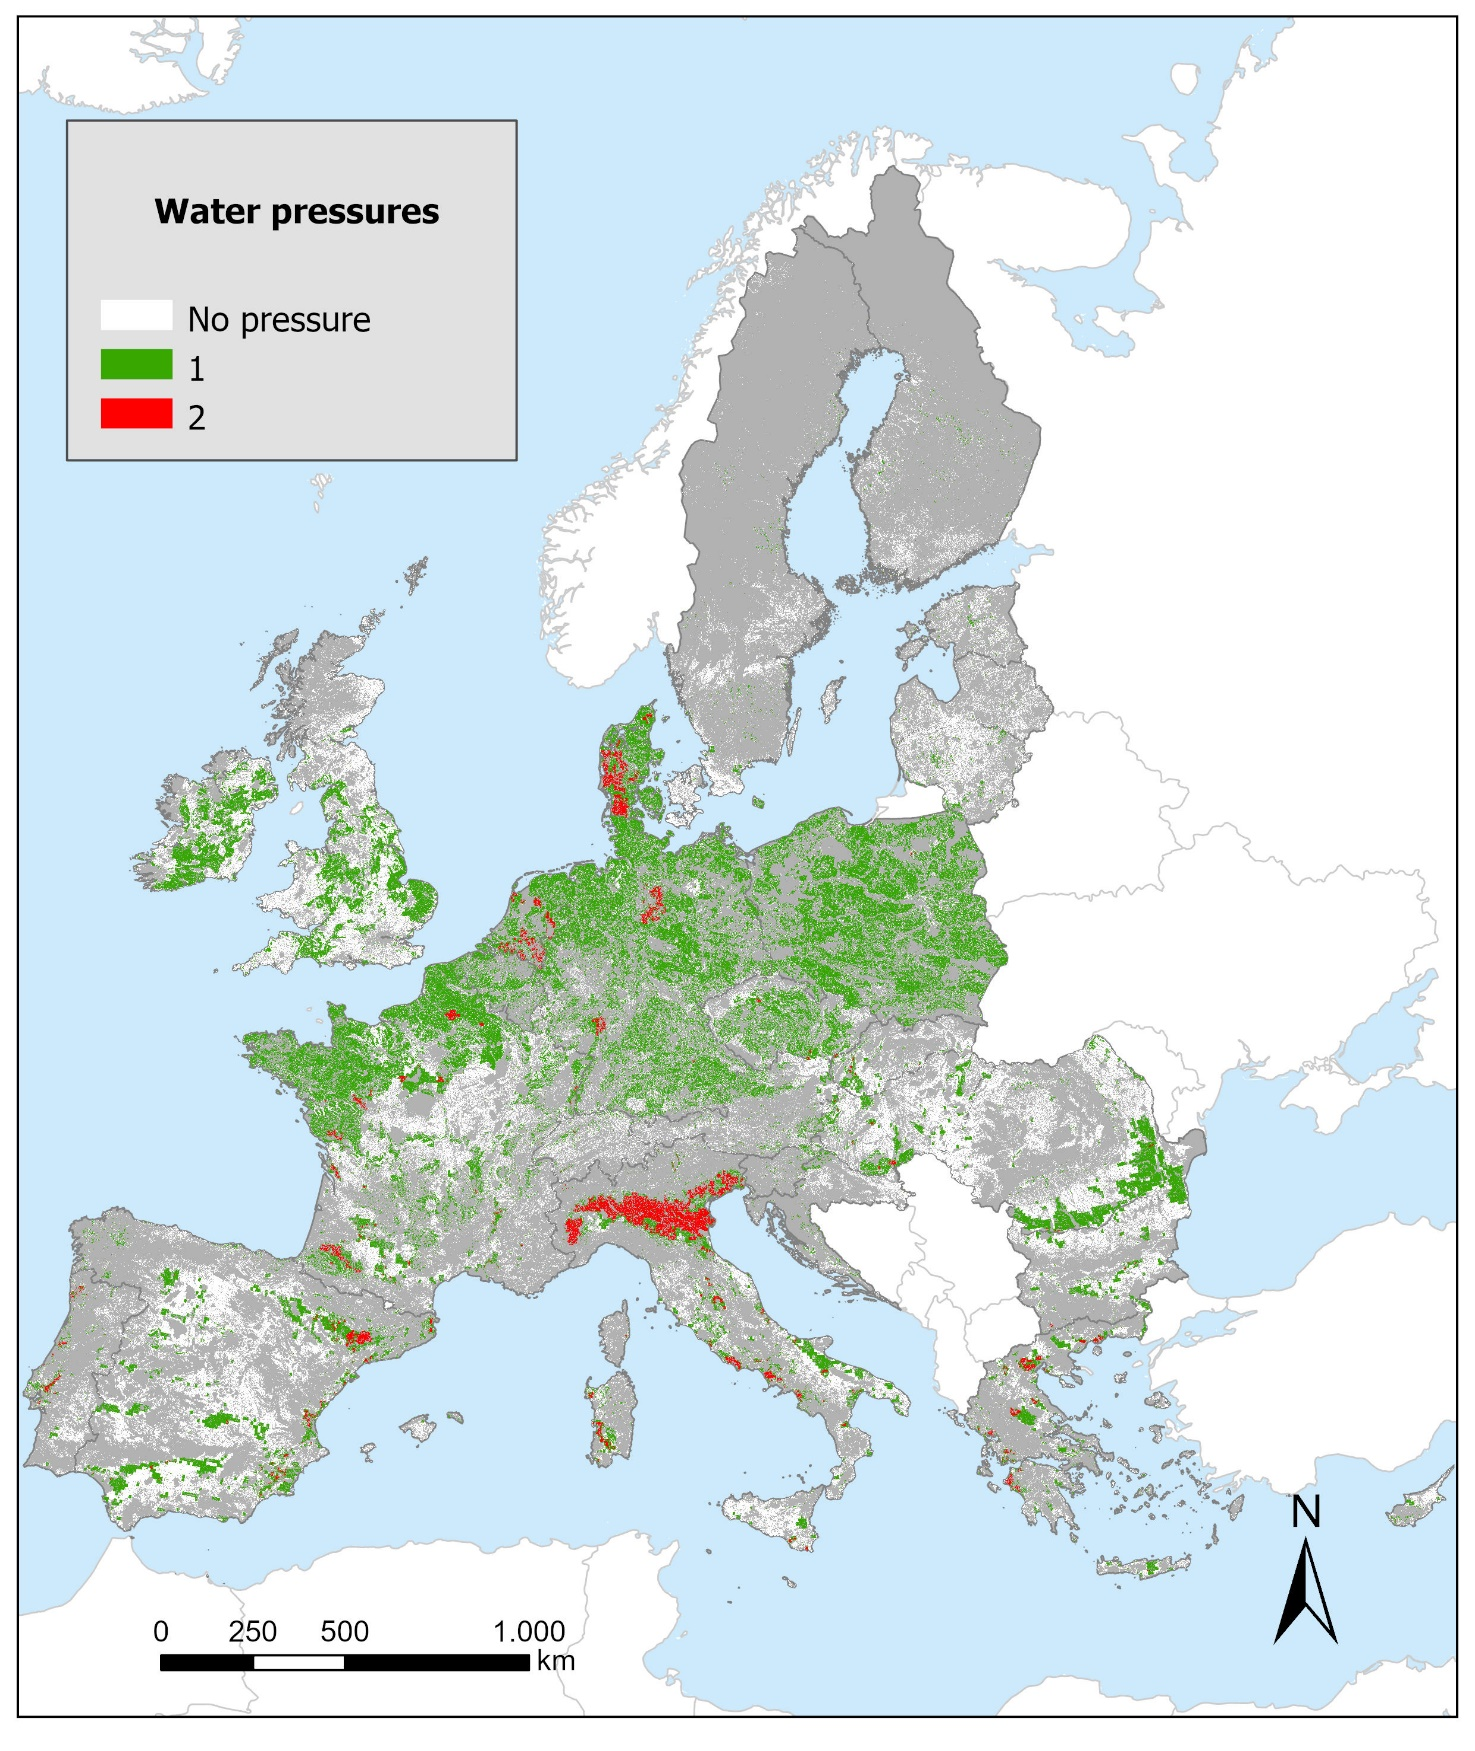 Water pressures
No pressure
1
2
N
0 250 500 1.000
km